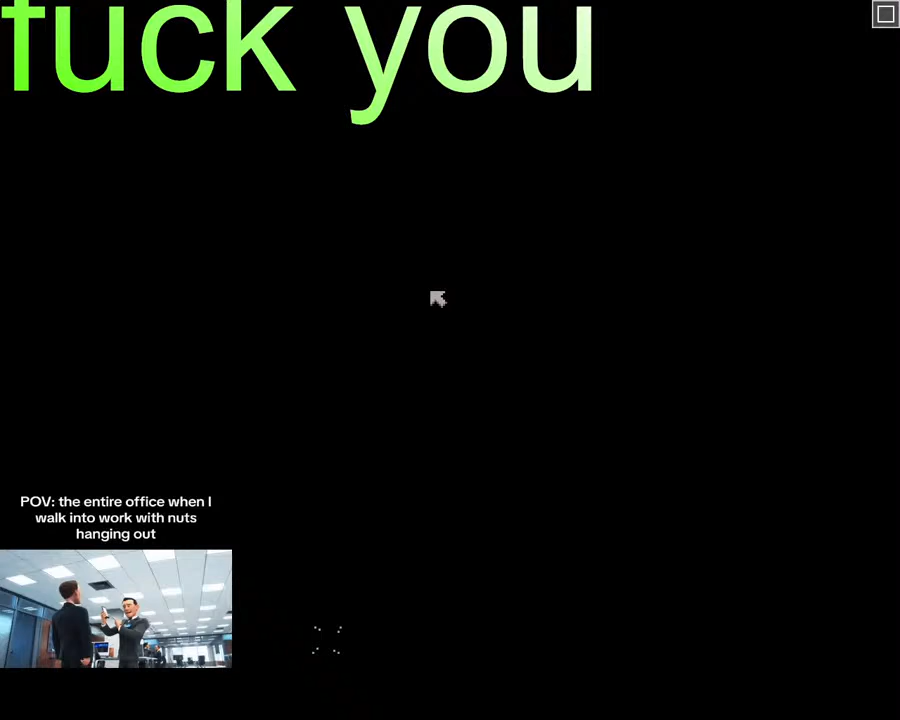 fuck you
POV: the entire office when I
walk into work with nuts
hanging out